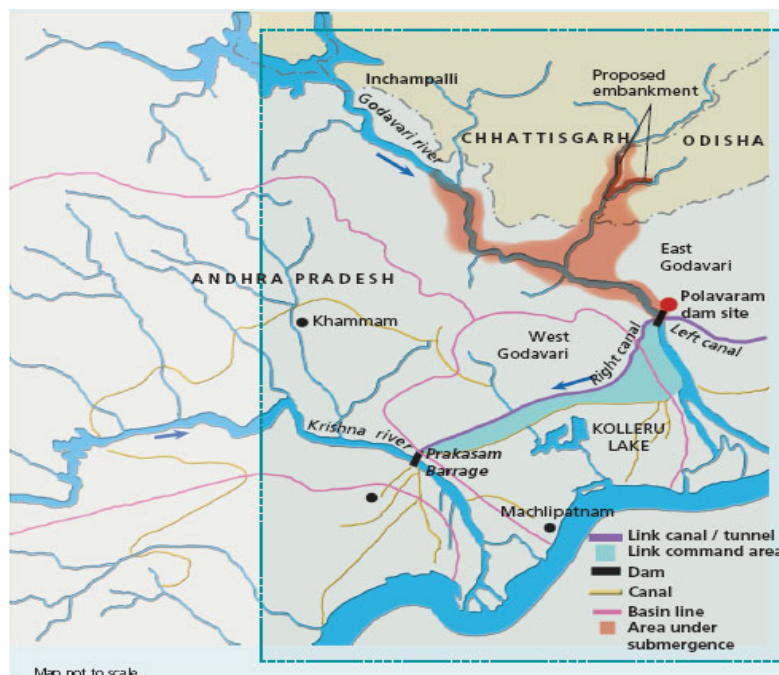 Inchampalli
Proposed
embankment
Godavari river
CHHATTISGARH
ODISHA
East
Godavari
ANDHRA PRADESH
Polavaram
dam site
Khammam
West
Godavari
Right canal
Left canal
Krishna river
KOLLERU
LAKE
Prakasam
Barrage
Machlipatnam
Link canal / tunnel
Link command area
Dam
Canal
Basin line
Area under
submergence
Map not to scale